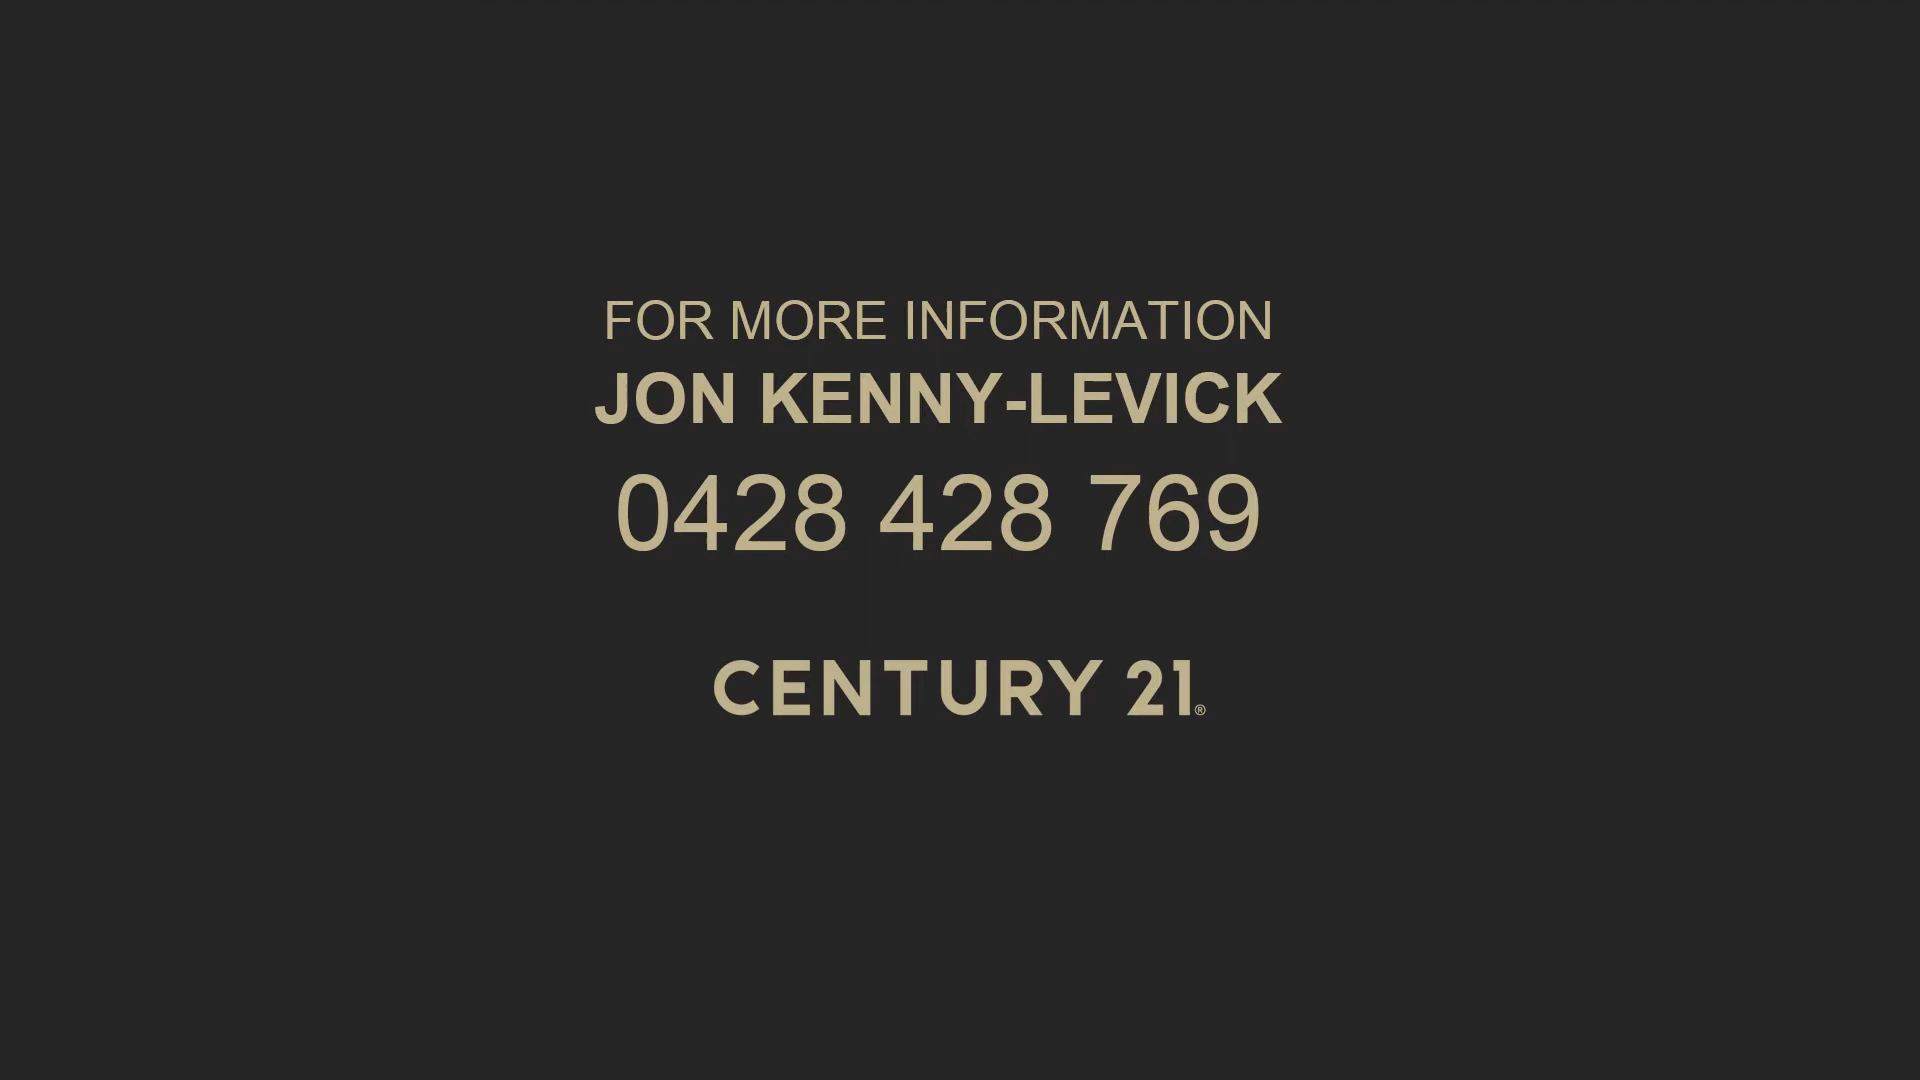 FOR MORE INFORMATION
JON KENNY-LEVICK
0428 428 769
CENTURY 21®